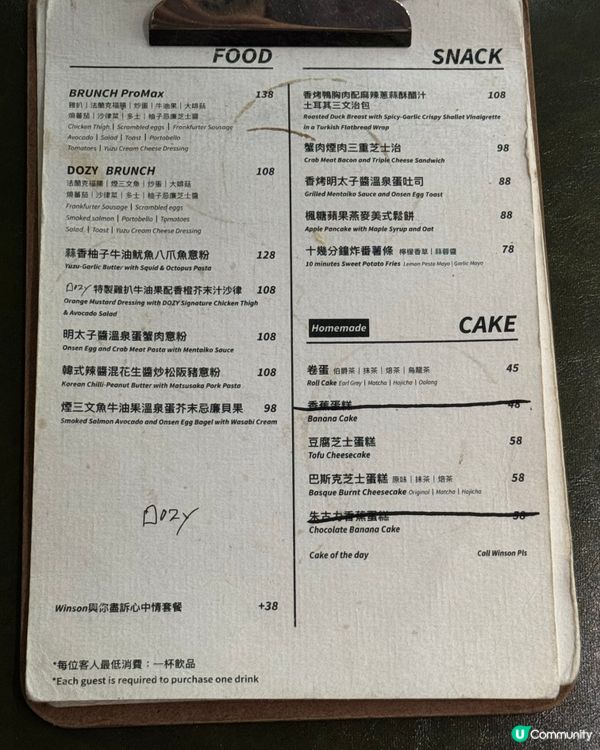 FOOD
BRUNCH ProMax 138
雞扒 | 法蘭克福腸 | 炒蛋 | 牛油果 | 大啡菇
燒蕃茄 | 沙律菜 | 多士 | 柚子忌廉芝士醬
Chicken Thigh | Scrambled eggs | Frankfurter Sausage
Avocado | Salad | Toast | Portobello
Tomatoes | Yuzu Cream Cheese Dressing
DOZY BRUNCH 108
法蘭克福腸 | 煙三文魚 | 炒蛋 | 大啡菇
燒蕃茄 | 沙律菜 | 多士 | 柚子忌廉芝士醬
Frankfurter Sausage | Scrambled eggs
Smoked salmon | Portobello | Tomatoes
Salad | Toast | Yuzu Cream Cheese Dressing
蒜香柚子牛油魷魚八爪魚意粉 128
Yuzu-Garlic Butter with Squid & Octopus Pasta
Dozy 特製雞扒牛油果配香橙芥末汁沙律 108
Orange Mustard Dressing with DOZY Signature Chicken Thigh
& Avocado Salad
明太子醬溫泉蛋蟹肉意粉 108
Onsen Egg and Crab Meat Pasta with Mentaiko Sauce
韓式辣醬混花生醬炒松阪豬意粉 108
Korean Chilli-Peanut Butter with Matsusaka Pork Pasta
煙三文魚牛油果溫泉蛋芥末忌廉貝果 98
Smoked Salmon Avocado and Onsen Egg Bagel with Wasabi Cream
Dozy
Winson與你盡訴心中情套餐 +38
*每位客人最低消費：一杯飲品
*Each guest is required to purchase one drink
SNACK
香烤鴨胸肉配麻辣蔥蒜酥醋汁 108
土耳其三文治包
Roasted Duck Breast with Spicy-Garlic Crispy Shallot Vinaigrette
in a Turkish Flatbread Wrap
蟹肉煙肉三重芝士治 98
Crab Meat Bacon and Triple Cheese Sandwich
香烤明太子醬溫泉蛋吐司 88
Grilled Mentaiko Sauce and Onsen Egg Toast
楓糖蘋果燕麥美式鬆餅 88
Apple Pancake with Maple Syrup and Oat
十幾分鐘炸番薯條 檸檬香草 | 蒜蓉醬 78
10 minutes Sweet Potato Fries Lemon Pesto Mayo | Garlic Mayo
Homemade CAKE
卷蛋 伯爵茶 | 抹茶 | 焙茶 | 烏龍茶 45
Roll Cake Earl Grey | Matcha | Hojicha | Oolong
香蕉蛋糕 48
Banana Cake
豆腐芝士蛋糕 58
Tofu Cheesecake
巴斯克芝士蛋糕 原味 | 抹茶 | 焙茶 58
Basque Burnt Cheesecake Original | Matcha | Hojicha
朱古力香蕉蛋糕 58
Chocolate Banana Cake
Cake of the day Call Winson Pls
U Community